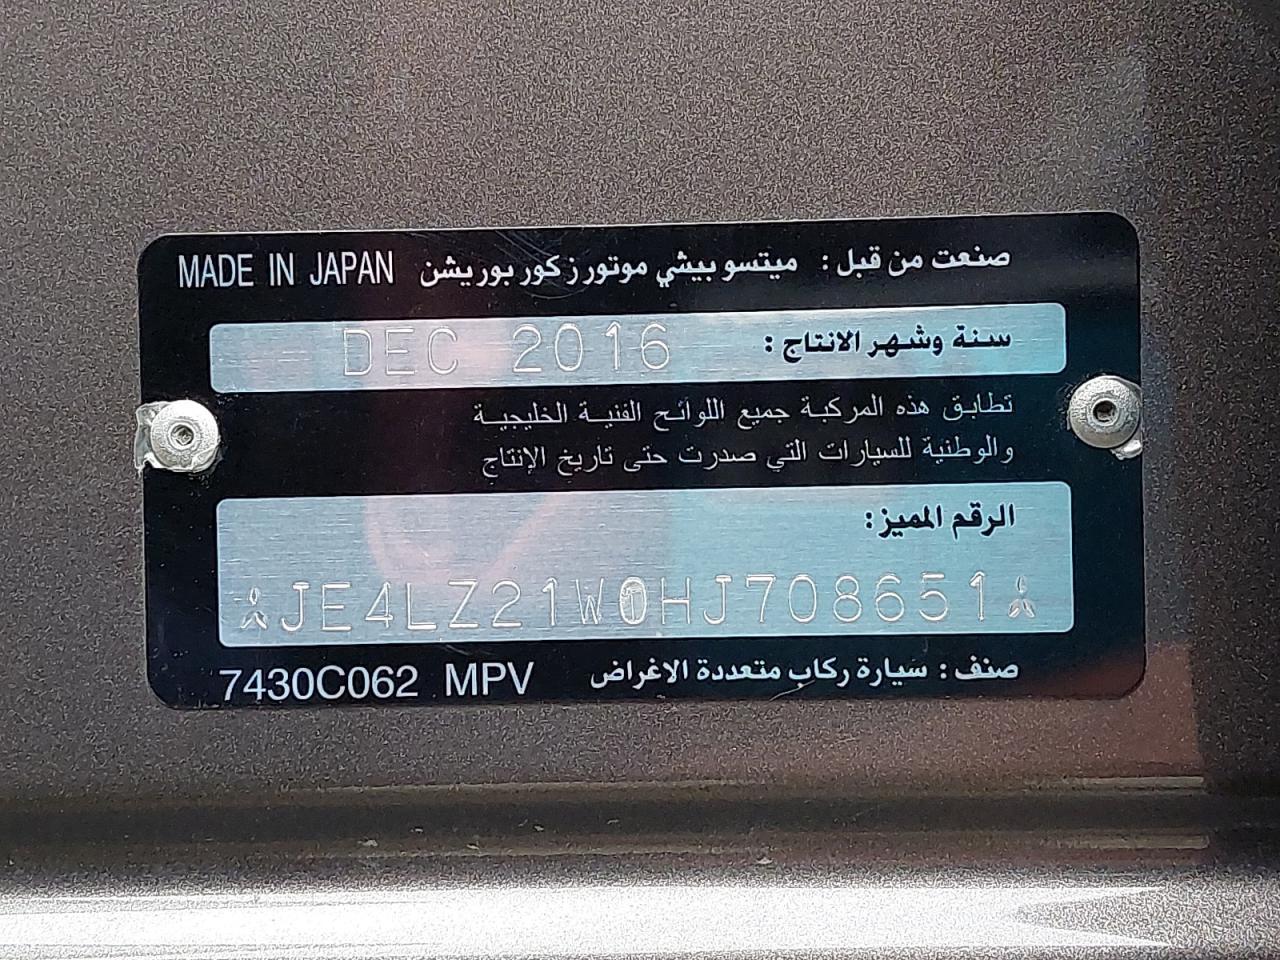 صنعت من قبل : ميتسو بيشي موتورز كور بوريشن MADE IN JAPAN
سنة وشهر الانتاج : DEC 2016
تطابق هذه المركبة جميع اللوائح الفنية الخليجية
والوطنية للسيارات التي صدرت حتى تاريخ الإنتاج
الرقم المميز:
JE4LZ21W0HJ708651
صنف : سيارة ركاب متعددة الاغراض 7430C062 MPV